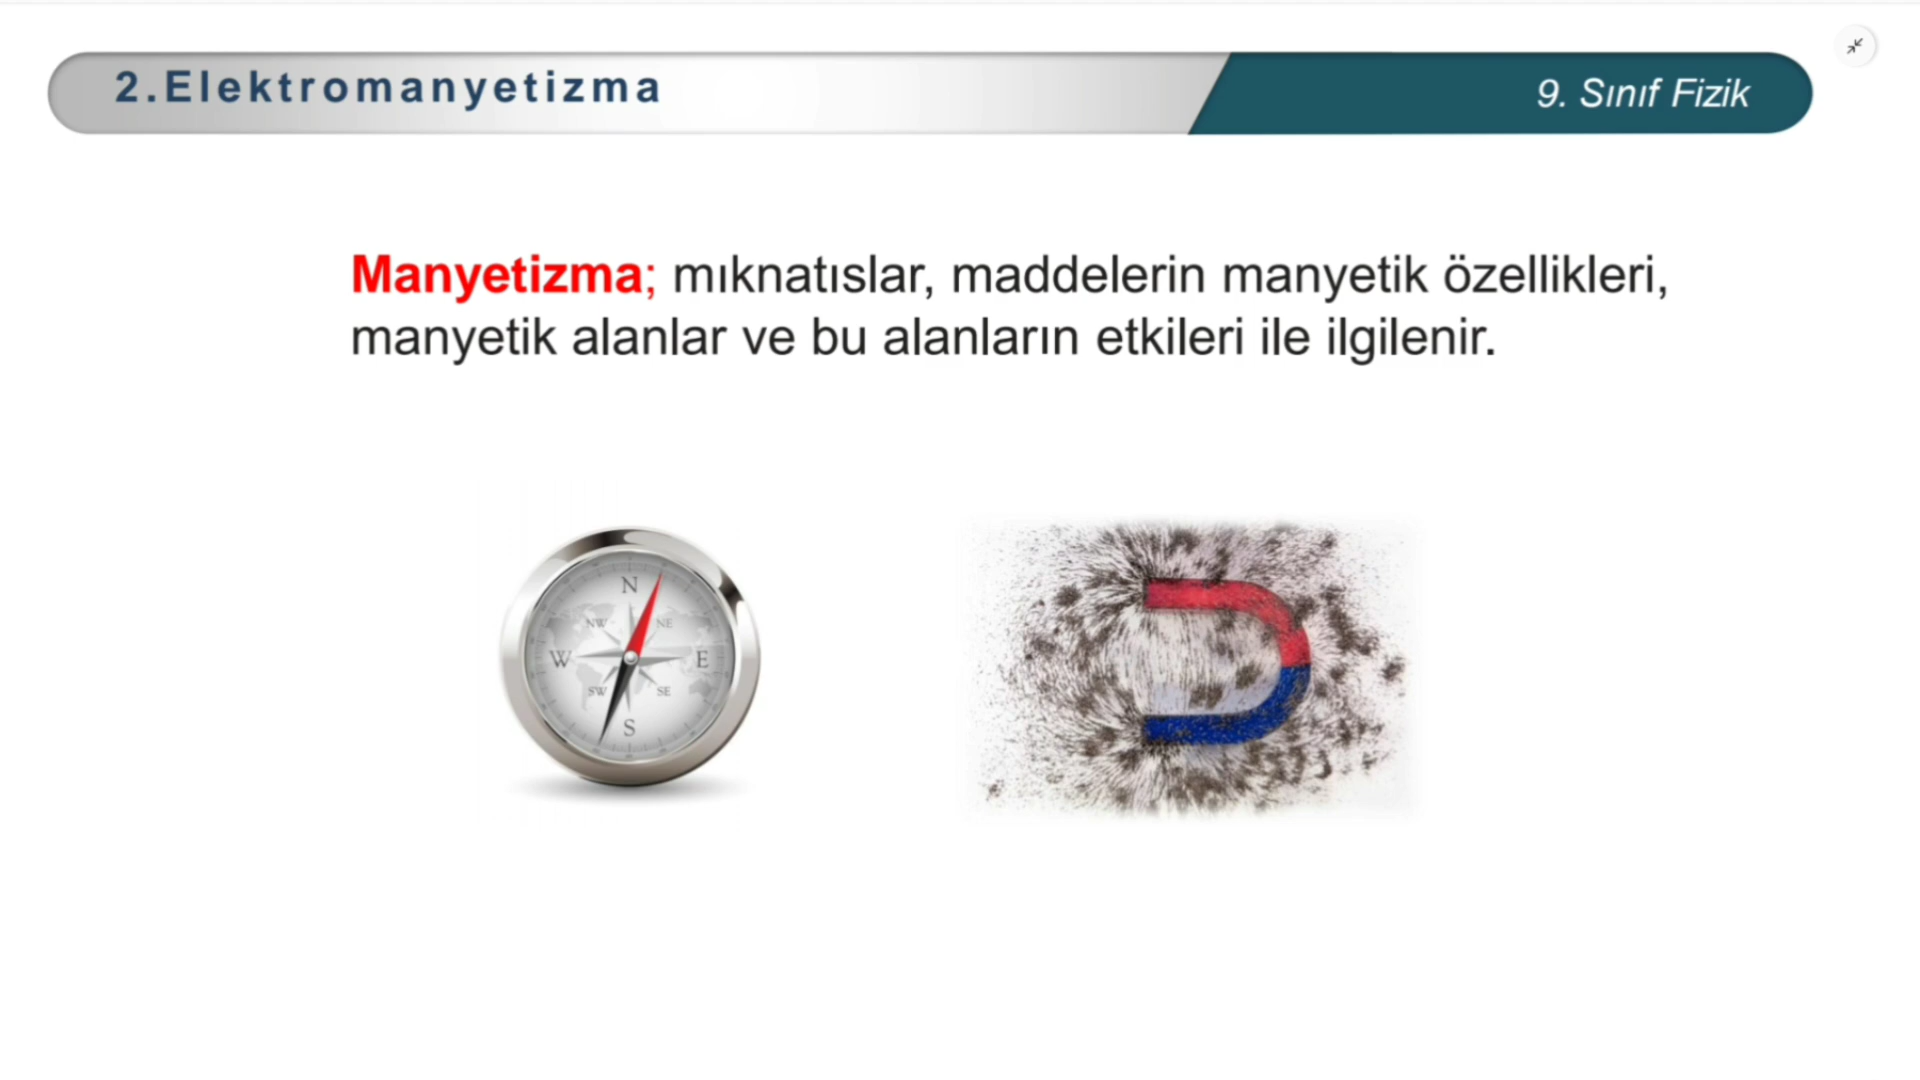 2.Elektromanyetizma
9. Sınıf Fizik
Manyetizma; mıknatıslar, maddelerin manyetik özellikleri,
manyetik alanlar ve bu alanların etkileri ile ilgilenir.
N
NW NE
W E
SW SE
S